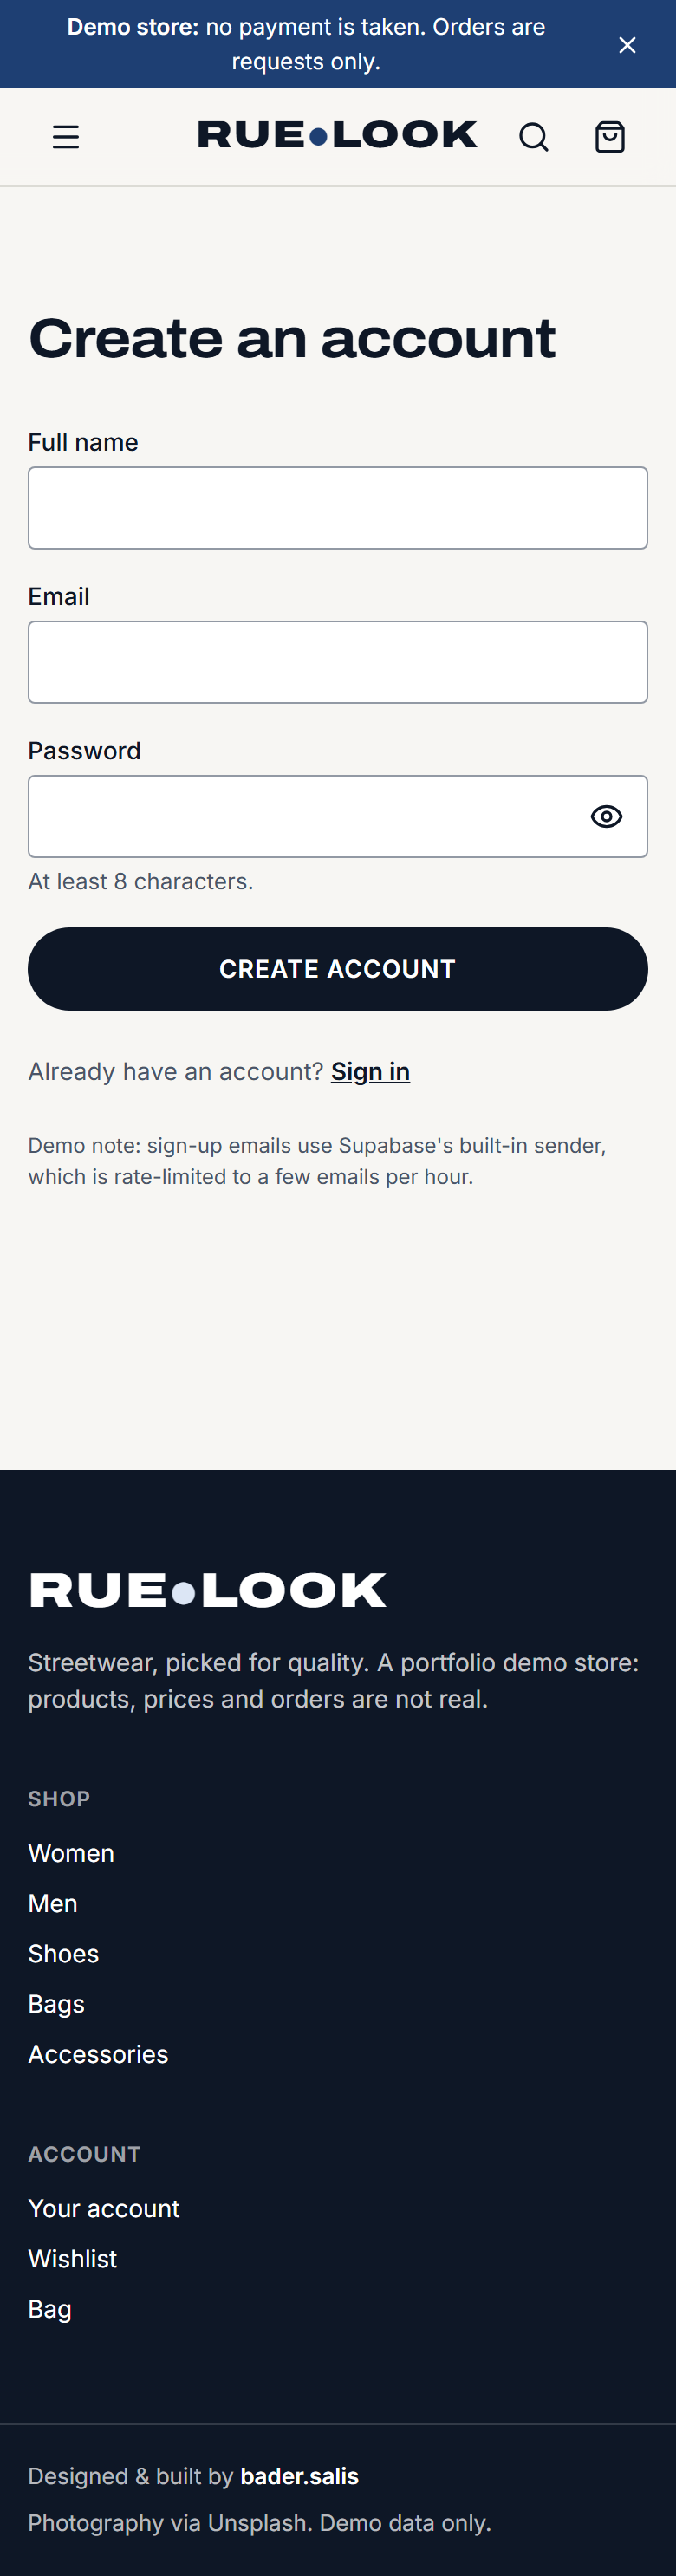 Demo store: no payment is taken. Orders are
requests only.
RUE●LOOK
Create an account
Full name
Email
Password
At least 8 characters.
CREATE ACCOUNT
Already have an account? Sign in
Demo note: sign-up emails use Supabase's built-in sender,
which is rate-limited to a few emails per hour.
RUE●LOOK
Streetwear, picked for quality. A portfolio demo store:
products, prices and orders are not real.
SHOP
Women
Men
Shoes
Bags
Accessories
ACCOUNT
Your account
Wishlist
Bag
Designed & built by bader.salis
Photography via Unsplash. Demo data only.